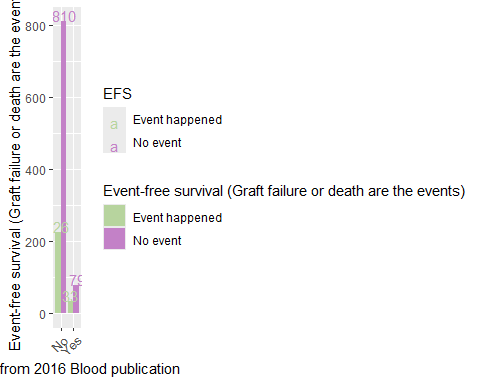 Event-free survival (Graft failure or death are the even
800
600
400
200
0
810
79
No
Yes
EFS
a Event happened
a No event
Event-free survival (Graft failure or death are the events)
Event happened
No event
from 2016 Blood publication